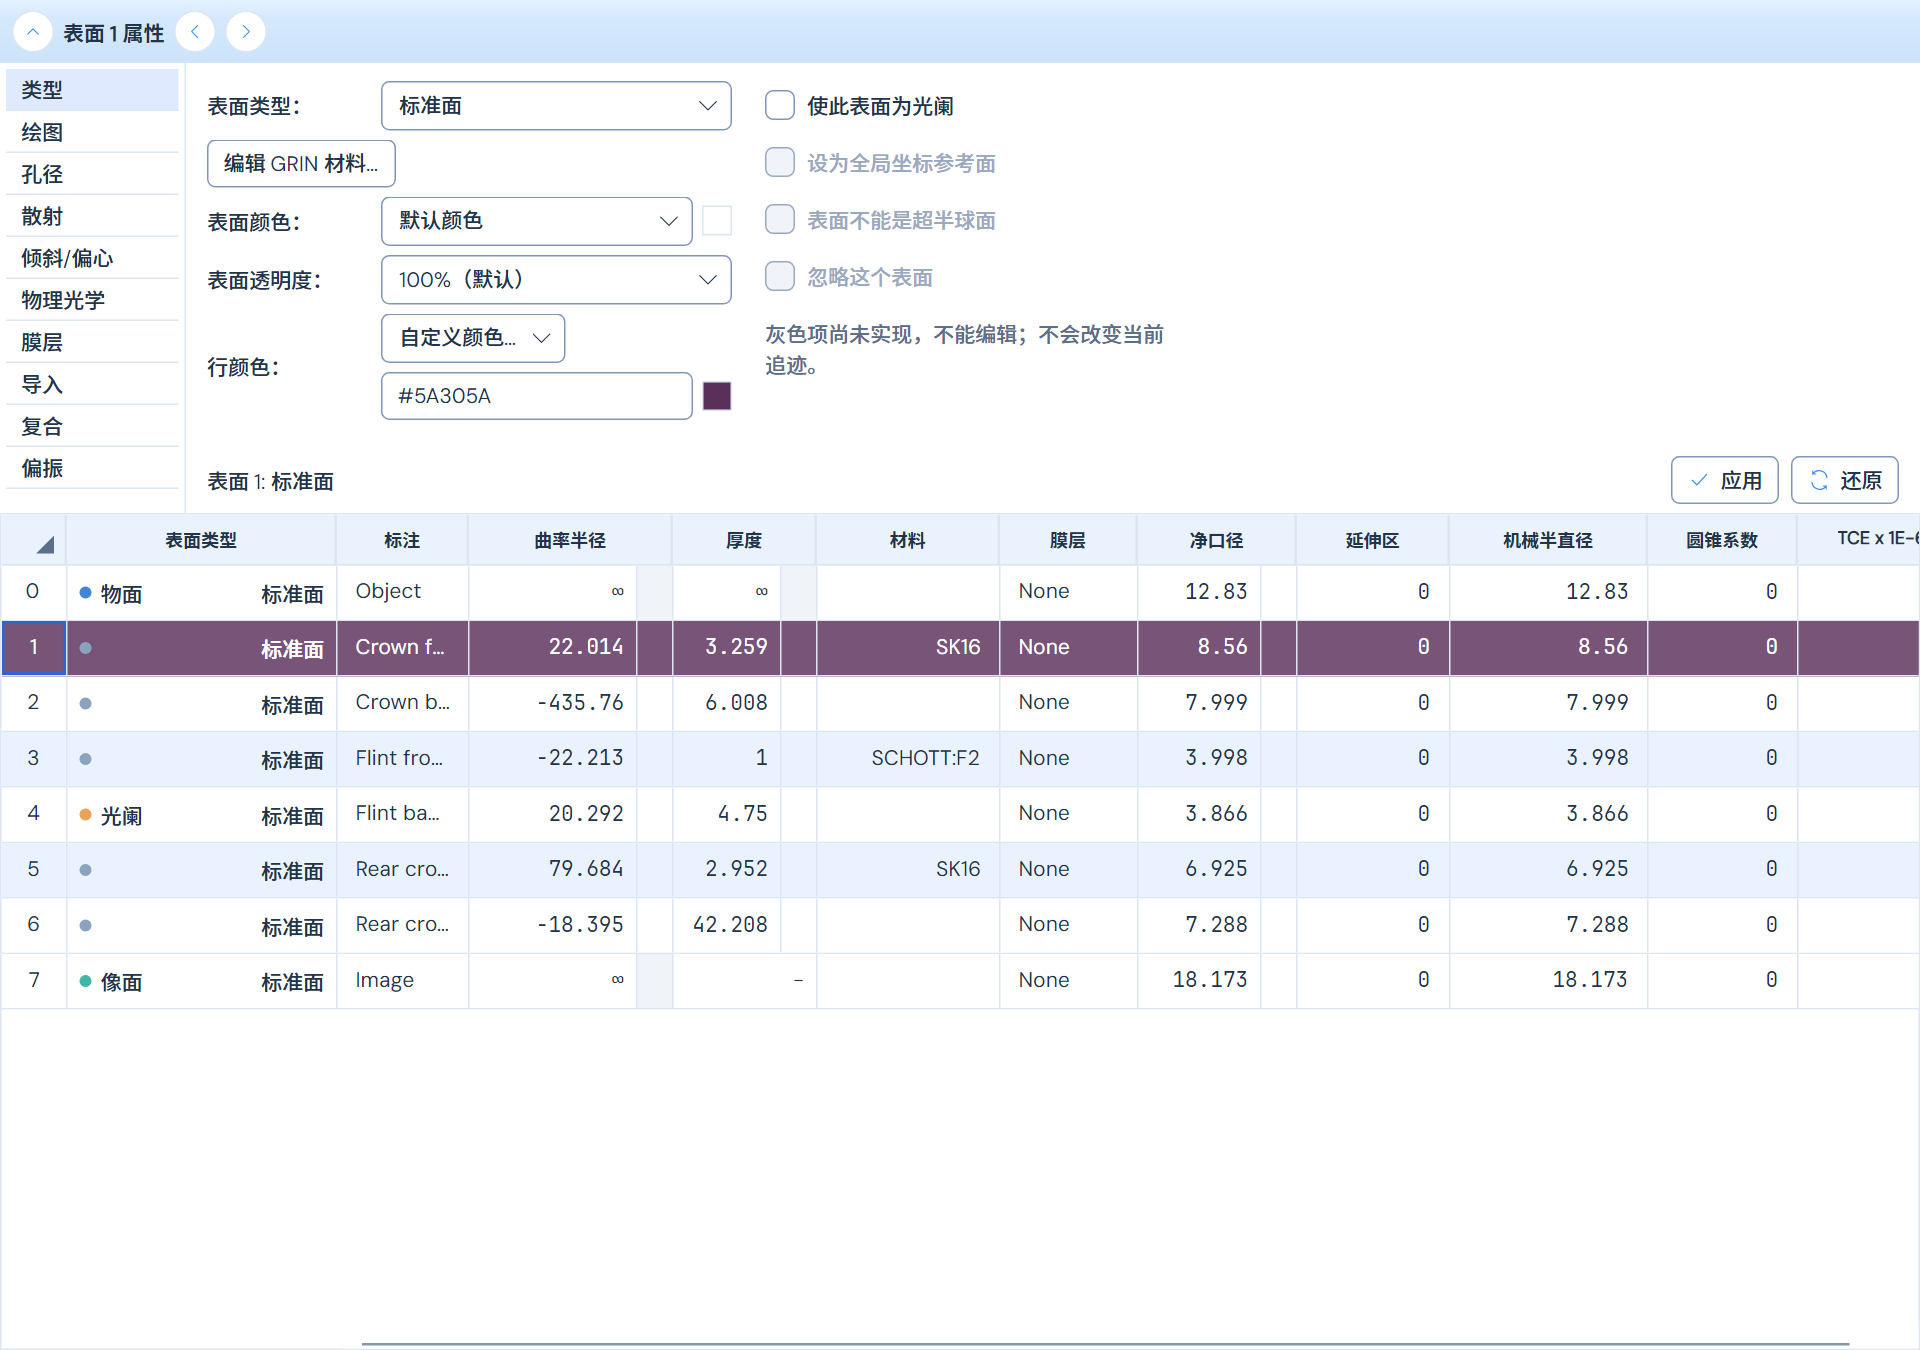 表面 1 属性
类型
绘图
孔径
散射
倾斜/偏心
物理光学
膜层
导入
复合
偏振
表面类型：
标准面
使此表面为光阑
编辑 GRIN 材料...
设为全局坐标参考面
表面颜色：
默认颜色
表面不能是超半球面
表面透明度：
100%（默认）
忽略这个表面
行颜色：
自定义颜色...
#5A305A
灰色项尚未实现，不能编辑；不会改变当前
追迹。
表面 1: 标准面
应用
还原
表面类型 标注 曲率半径 厚度 材料 膜层 净口径 延伸区 机械半直径 圆锥系数 TCE x 1E-6
0 物面 标准面 Object ∞ ∞ None 12.83 0 12.83 0
1 标准面 Crown f... 22.014 3.259 SK16 None 8.56 0 8.56 0
2 标准面 Crown b... -435.76 6.008 None 7.999 0 7.999 0
3 标准面 Flint fro... -22.213 1 SCHOTT:F2 None 3.998 0 3.998 0
4 光阑 标准面 Flint ba... 20.292 4.75 None 3.866 0 3.866 0
5 标准面 Rear cro... 79.684 2.952 SK16 None 6.925 0 6.925 0
6 标准面 Rear cro... -18.395 42.208 None 7.288 0 7.288 0
7 像面 标准面 Image ∞ - None 18.173 0 18.173 0